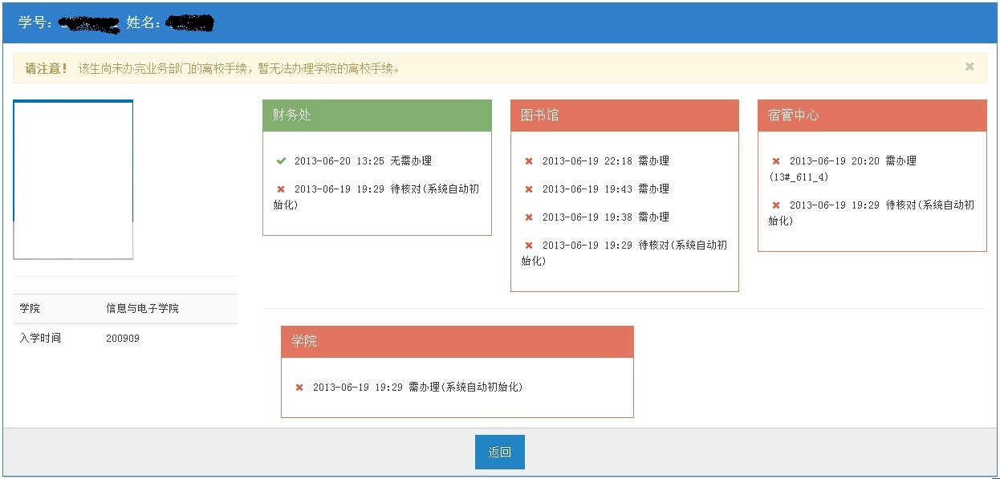 学号： 姓名：
请注意！ 该生尚未办完业务部门的离校手续，暂无法办理学院的离校手续。 ×
学院 信息与电子学院
入学时间 200909
财务处
2013-06-20 13:25 无需办理
2013-06-19 19:29 待核对(系统自动初
始化)
图书馆
2013-06-19 22:18 需办理
2013-06-19 19:43 需办理
2013-06-19 19:38 需办理
2013-06-19 19:29 待核对(系统自动初
始化)
宿管中心
2013-06-19 20:20 需办理
(13#_611_4)
2013-06-19 19:29 待核对(系统自动初
始化)
学院
2013-06-19 19:29 需办理(系统自动初始化)
返回